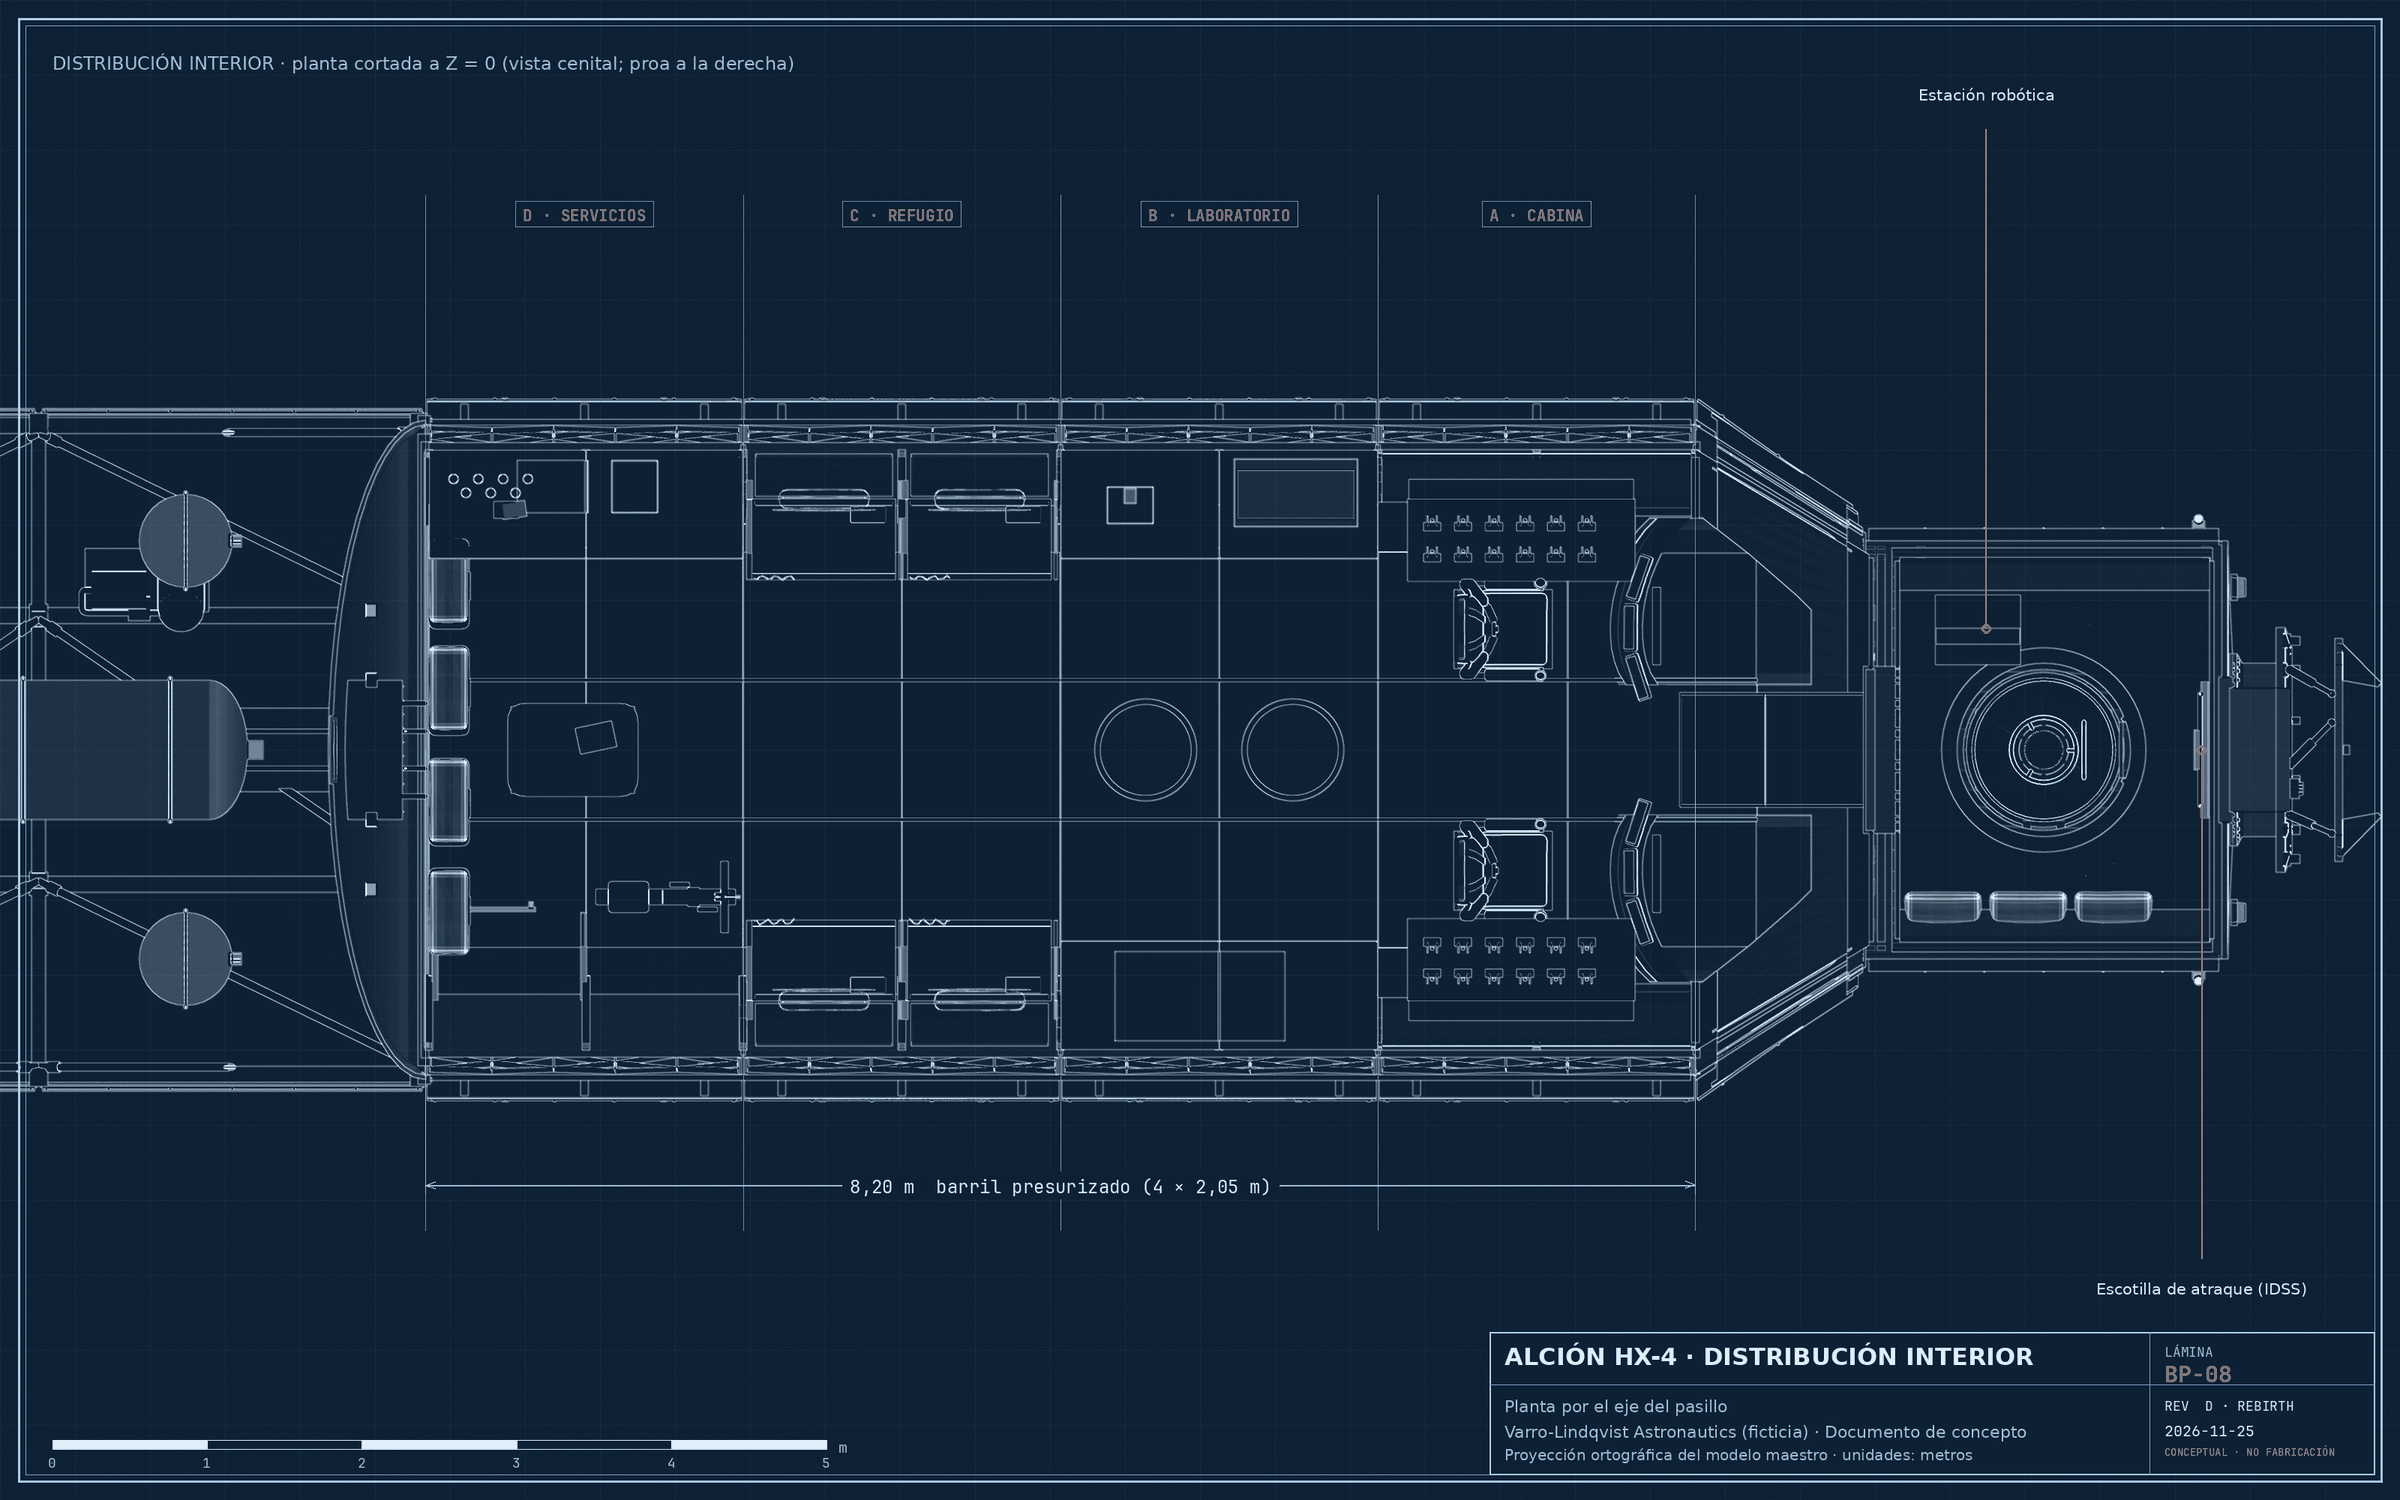 DISTRIBUCIÓN INTERIOR · planta cortada a Z = 0 (vista cenital; proa a la derecha)
Estación robótica
D · SERVICIOS
C · REFUGIO
B · LABORATORIO
A · CABINA
8,20 m barril presurizado (4 × 2,05 m)
Escotilla de atraque (IDSS)
ALCIÓN HX-4 · DISTRIBUCIÓN INTERIOR
LÁMINA
BP-08
Planta por el eje del pasillo
Varro-Lindqvist Astronautics (ficticia) · Documento de concepto
Proyección ortográfica del modelo maestro · unidades: metros
REV D · REBIRTH
2026-11-25
CONCEPTUAL · NO FABRICACIÓN
m
0 1 2 3 4 5